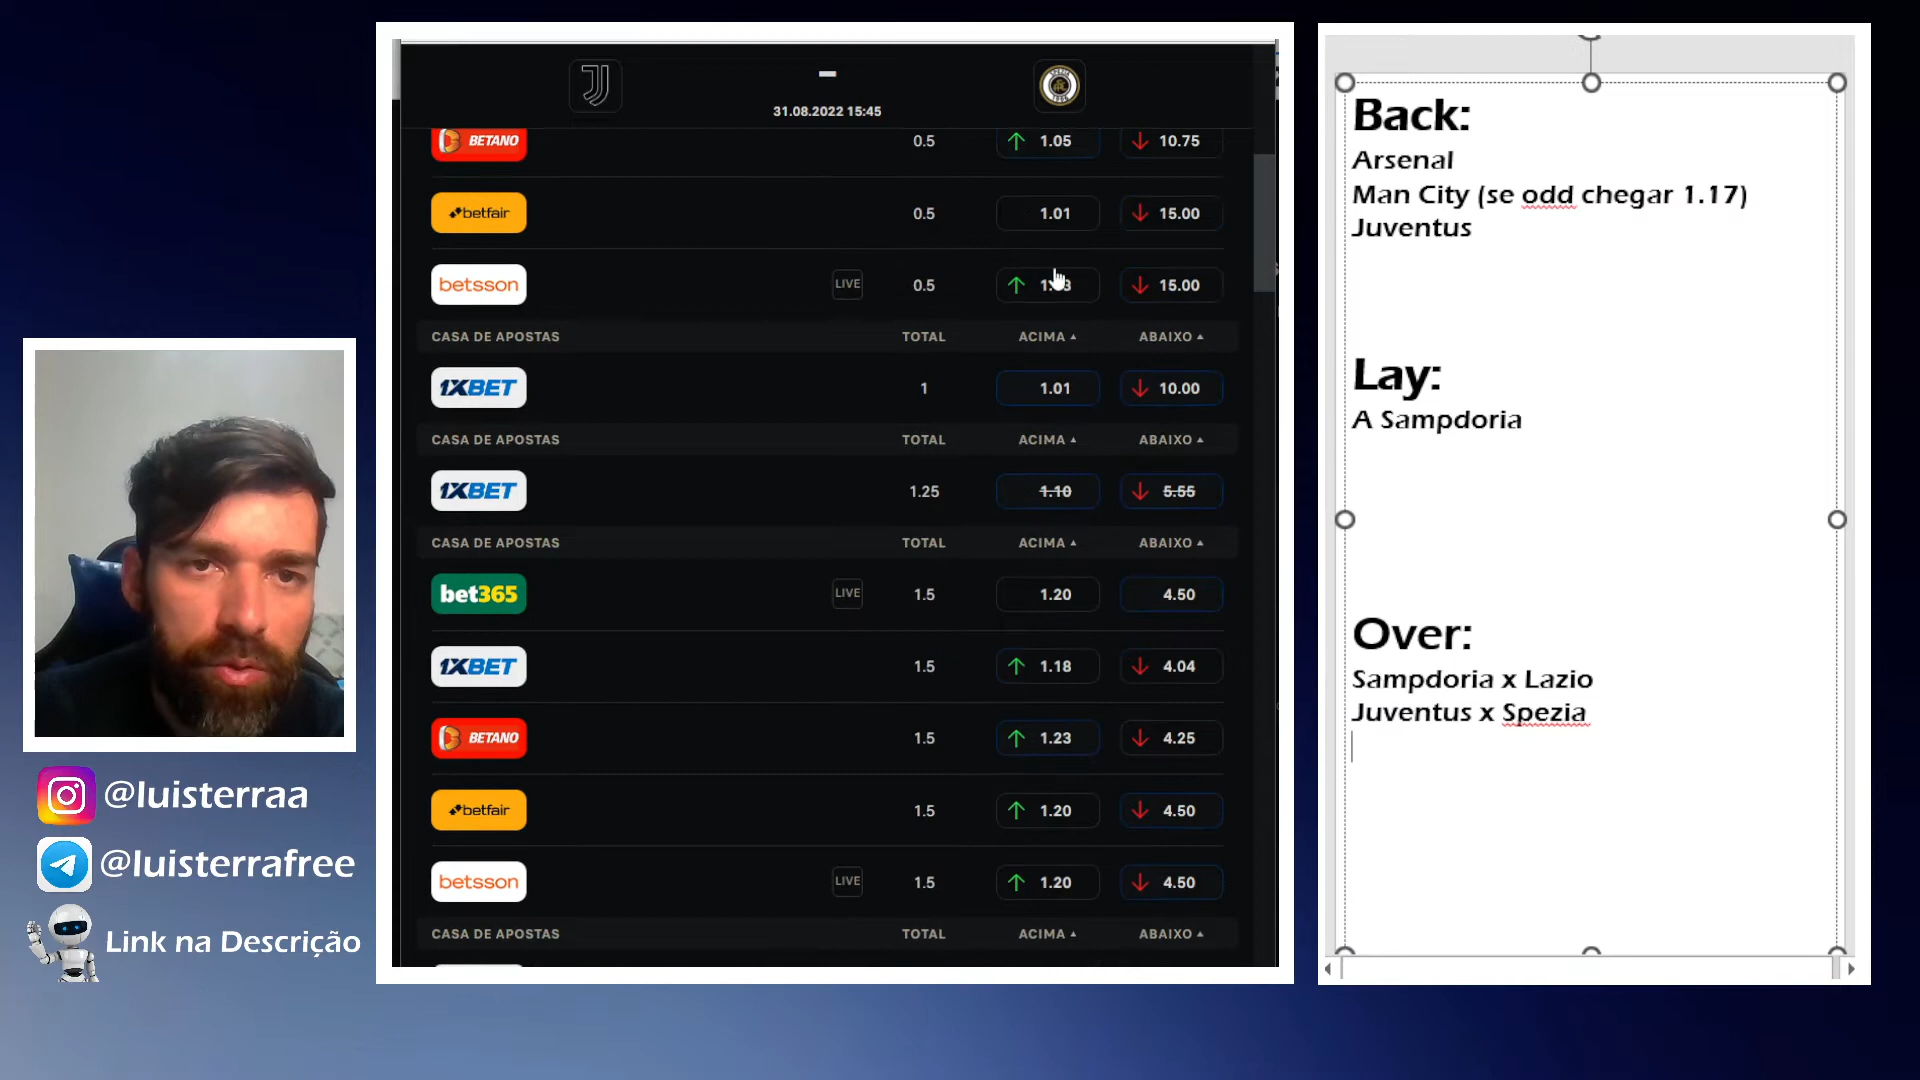 31.08.2022 15:45
BETANO 0.5 1.05 10.75
betfair 0.5 1.01 15.00
betsson LIVE 0.5 15.00
CASA DE APOSTAS TOTAL ACIMA ABAIXO
1XBET 1 1.01 10.00
CASA DE APOSTAS TOTAL ACIMA ABAIXO
1XBET 1.25 1.10 5.55
CASA DE APOSTAS TOTAL ACIMA ABAIXO
bet365 LIVE 1.5 1.20 4.50
1XBET 1.5 1.18 4.04
BETANO 1.5 1.23 4.25
betfair 1.5 1.20 4.50
betsson LIVE 1.5 1.20 4.50
CASA DE APOSTAS TOTAL ACIMA ABAIXO
Back:
Arsenal
Man City (se odd chegar 1.17)
Juventus
Lay:
A Sampdoria
Over:
Sampdoria x Lazio
Juventus x Spezia
@luisterraa
@luisterrafree
Link na Descrição